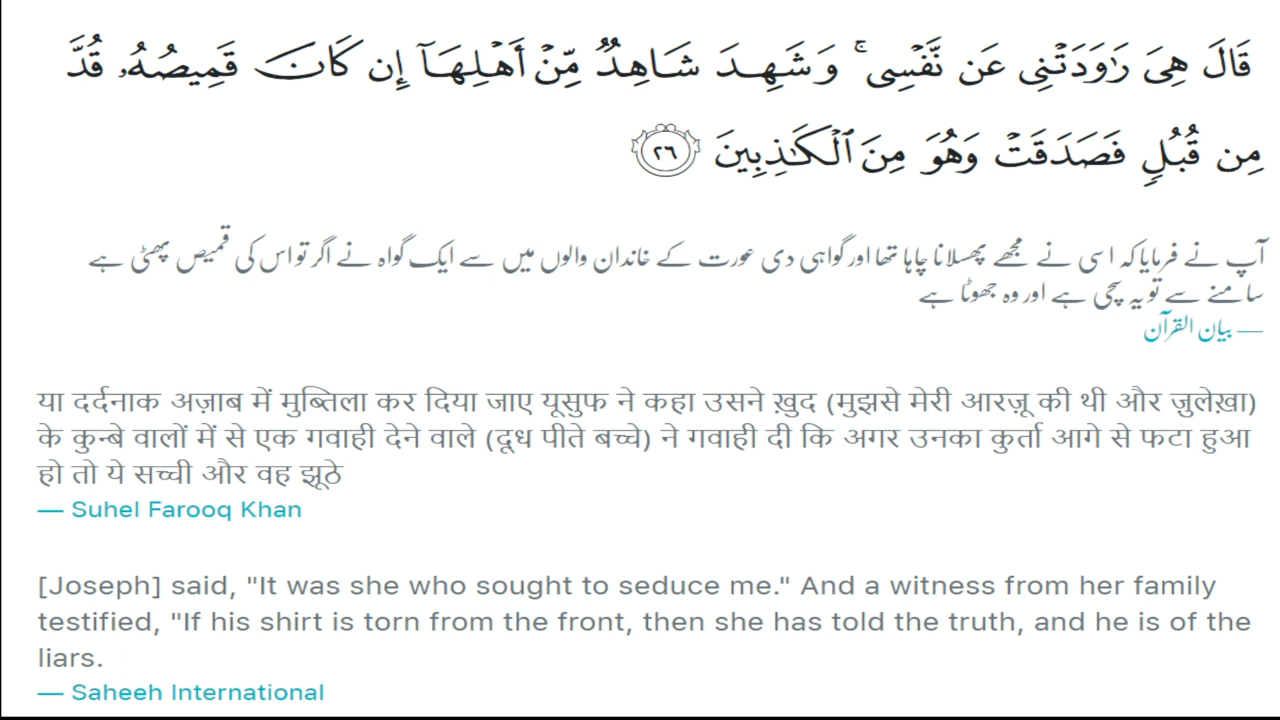 قَالَ هِىَ رَٰوَدَتْنِى عَن نَّفْسِى ۚ وَشَهِدَ شَاهِدٌ مِّنْ أَهْلِهَآ إِن كَانَ قَمِيصُهُۥ قُدَّ
مِن قُبُلٍ فَصَدَقَتْ وَهُوَ مِنَ ٱلْكَٰذِبِينَ ٢٦
آپ نے فرمایا کہ اسی نے مجھے پھسلانا چاہا تھا اور گواہی دی عورت کے خاندان والوں میں سے ایک گواہ نے اگر تو اس کی قمیص پھٹی ہے
سامنے سے تو یہ سچی ہے اور وہ جھوٹا ہے
— بیان القرآن
या दर्दनाक अज़ाब में मुब्तिला कर दिया जाए यूसुफ ने कहा उसने ख़ुद (मुझसे मेरी आरज़ू की थी और ज़ुलेख़ा)
के कुन्बे वालों में से एक गवाही देने वाले (दूध पीते बच्चे) ने गवाही दी कि अगर उनका कुर्ता आगे से फटा हुआ
हो तो ये सच्ची और वह झूठे
— Suhel Farooq Khan
[Joseph] said, "It was she who sought to seduce me." And a witness from her family
testified, "If his shirt is torn from the front, then she has told the truth, and he is of the
liars.
— Saheeh International